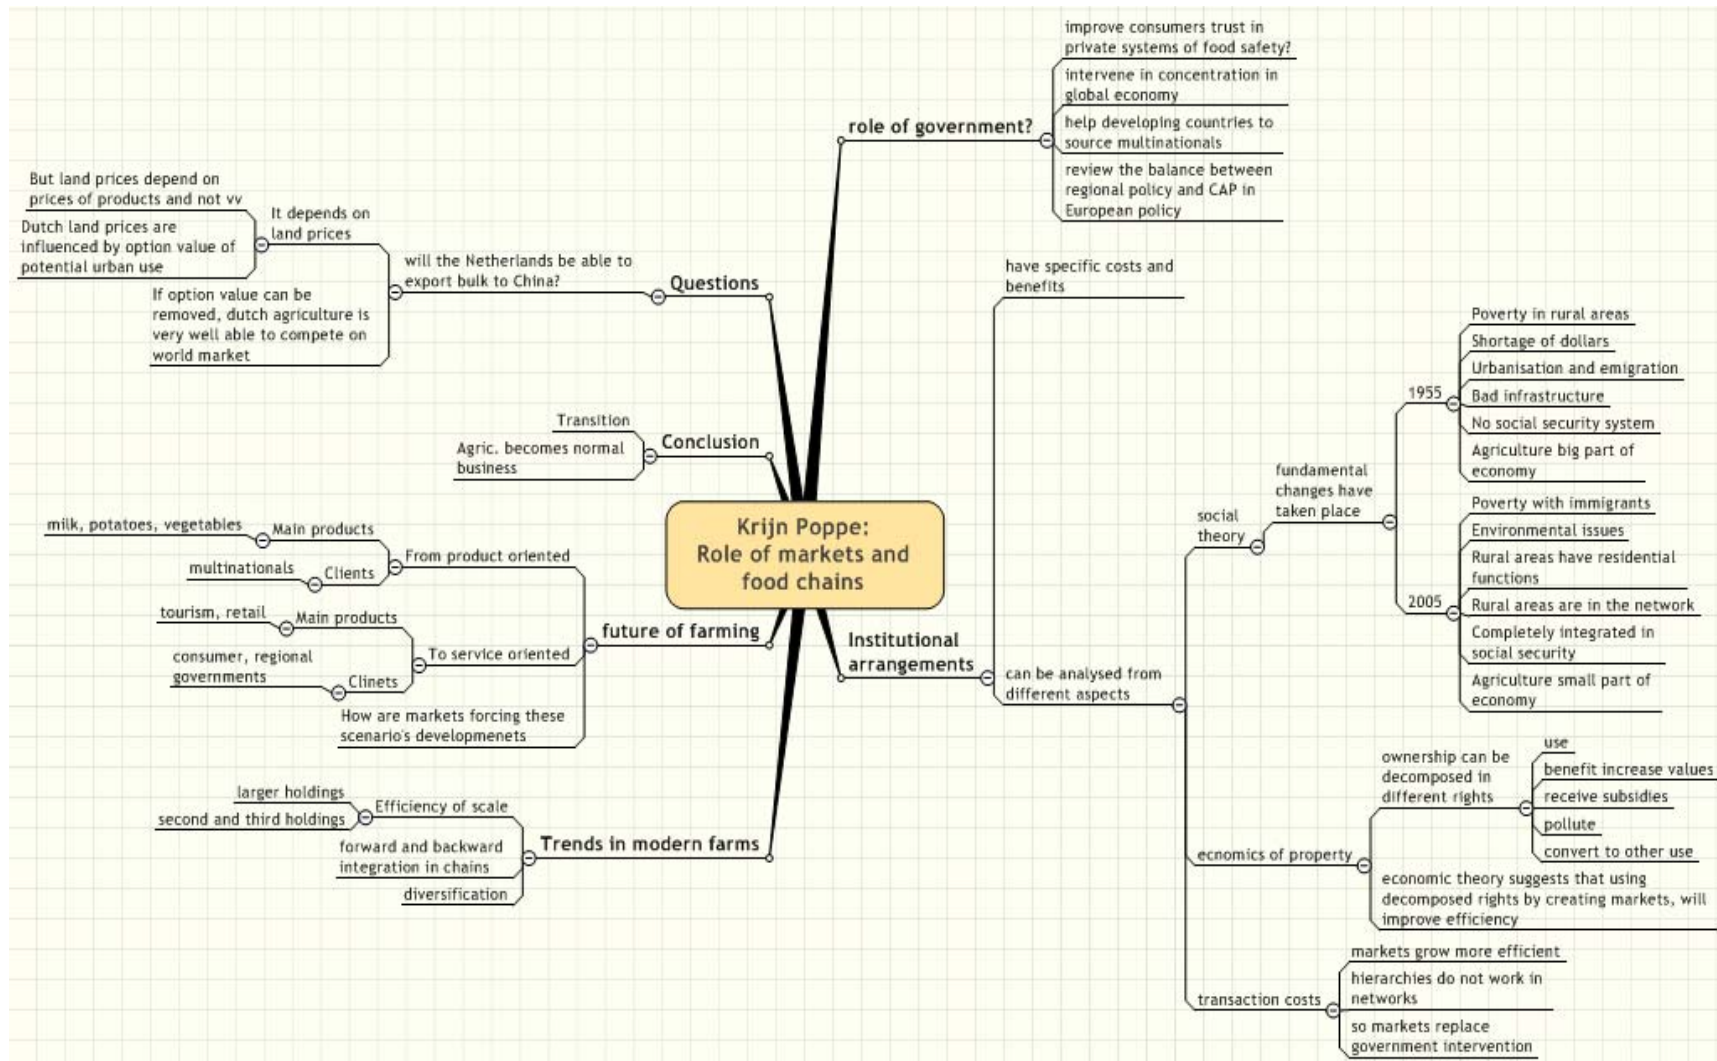 Krijn Poppe:
Role of markets and
food chains
role of government?
improve consumers trust in
private systems of food safety?
intervene in concentration in
global economy
help developing countries to
source multinationals
review the balance between
regional policy and CAP in
European policy
Institutional
arrangements
have specific costs and
benefits
can be analysed from
different aspects
social
theory
fundamental
changes have
taken place
1955
Poverty in rural areas
Shortage of dollars
Urbanisation and emigration
Bad infrastructure
No social security system
Agriculture big part of
economy
2005
Poverty with immigrants
Environmental issues
Rural areas have residential
functions
Rural areas are in the network
Completely integrated in
social security
Agriculture small part of
economy
ecnomics of property
ownership can be
decomposed in
different rights
use
benefit increase values
receive subsidies
pollute
convert to other use
economic theory suggests that using
decomposed rights by creating markets, will
improve efficiency
transaction costs
markets grow more efficient
hierarchies do not work in
networks
so markets replace
government intervention
Questions
will the Netherlands be able to
export bulk to China?
It depends on
land prices
But land prices depend on
prices of products and not vv
Dutch land prices are
influenced by option value of
potential urban use
If option value can be
removed, dutch agriculture is
very well able to compete on
world market
Conclusion
Transition
Agric. becomes normal
business
future of farming
From product oriented
Main products
milk, potatoes, vegetables
Clients
multinationals
To service oriented
Main products
tourism, retail
Clinets
consumer, regional
governments
How are markets forcing these
scenario's developmenets
Trends in modern farms
Efficiency of scale
larger holdings
second and third holdings
forward and backward
integration in chains
diversification